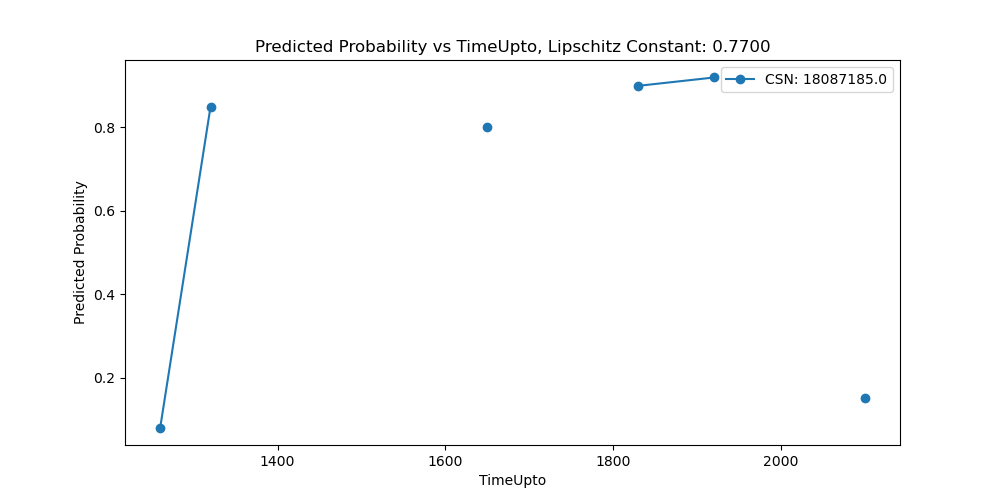 Predicted Probability vs TimeUpto, Lipschitz Constant: 0.7700
CSN: 18087185.0
Predicted Probability
0.8
0.6
0.4
0.2
1400
1600
1800
2000
TimeUpto